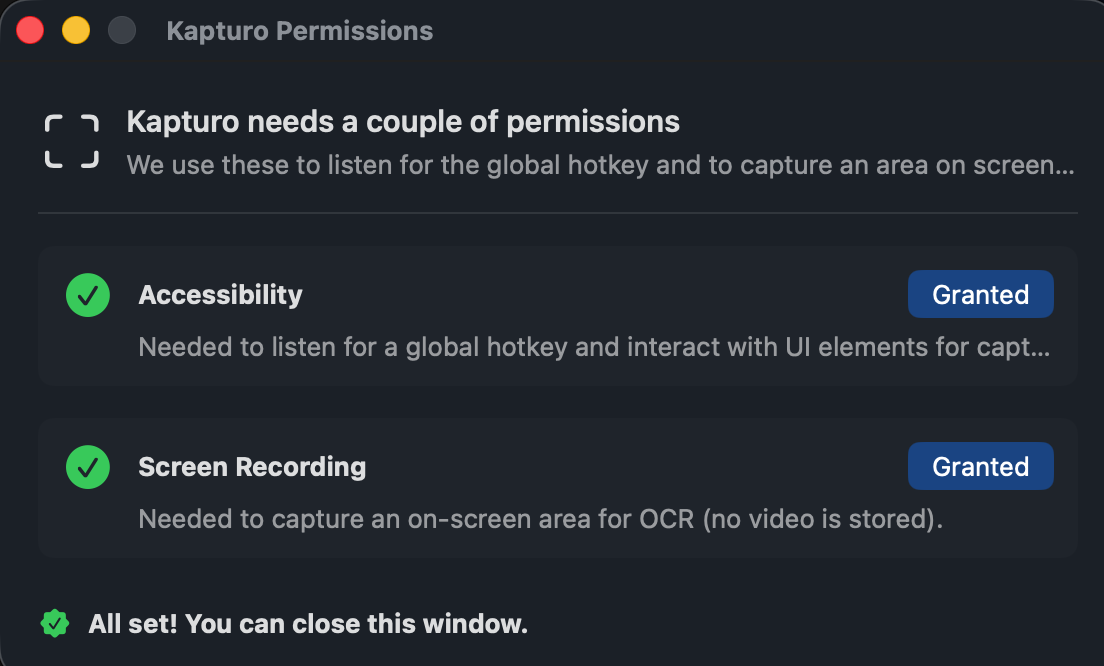 Kapturo Permissions
Kapturo needs a couple of permissions
We use these to listen for the global hotkey and to capture an area on screen...
Accessibility
Granted
Needed to listen for a global hotkey and interact with UI elements for capt...
Screen Recording
Granted
Needed to capture an on-screen area for OCR (no video is stored).
All set! You can close this window.